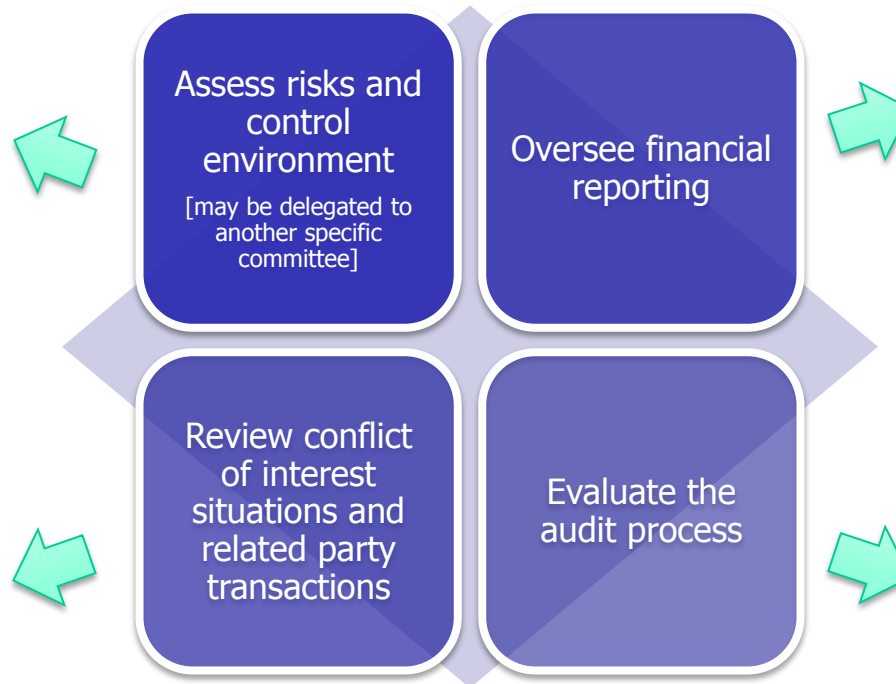 Assess risks and
control
environment
[may be delegated to
another specific
committee]
Oversee financial
reporting
Review conflict
of interest
situations and
related party
transactions
Evaluate the
audit process